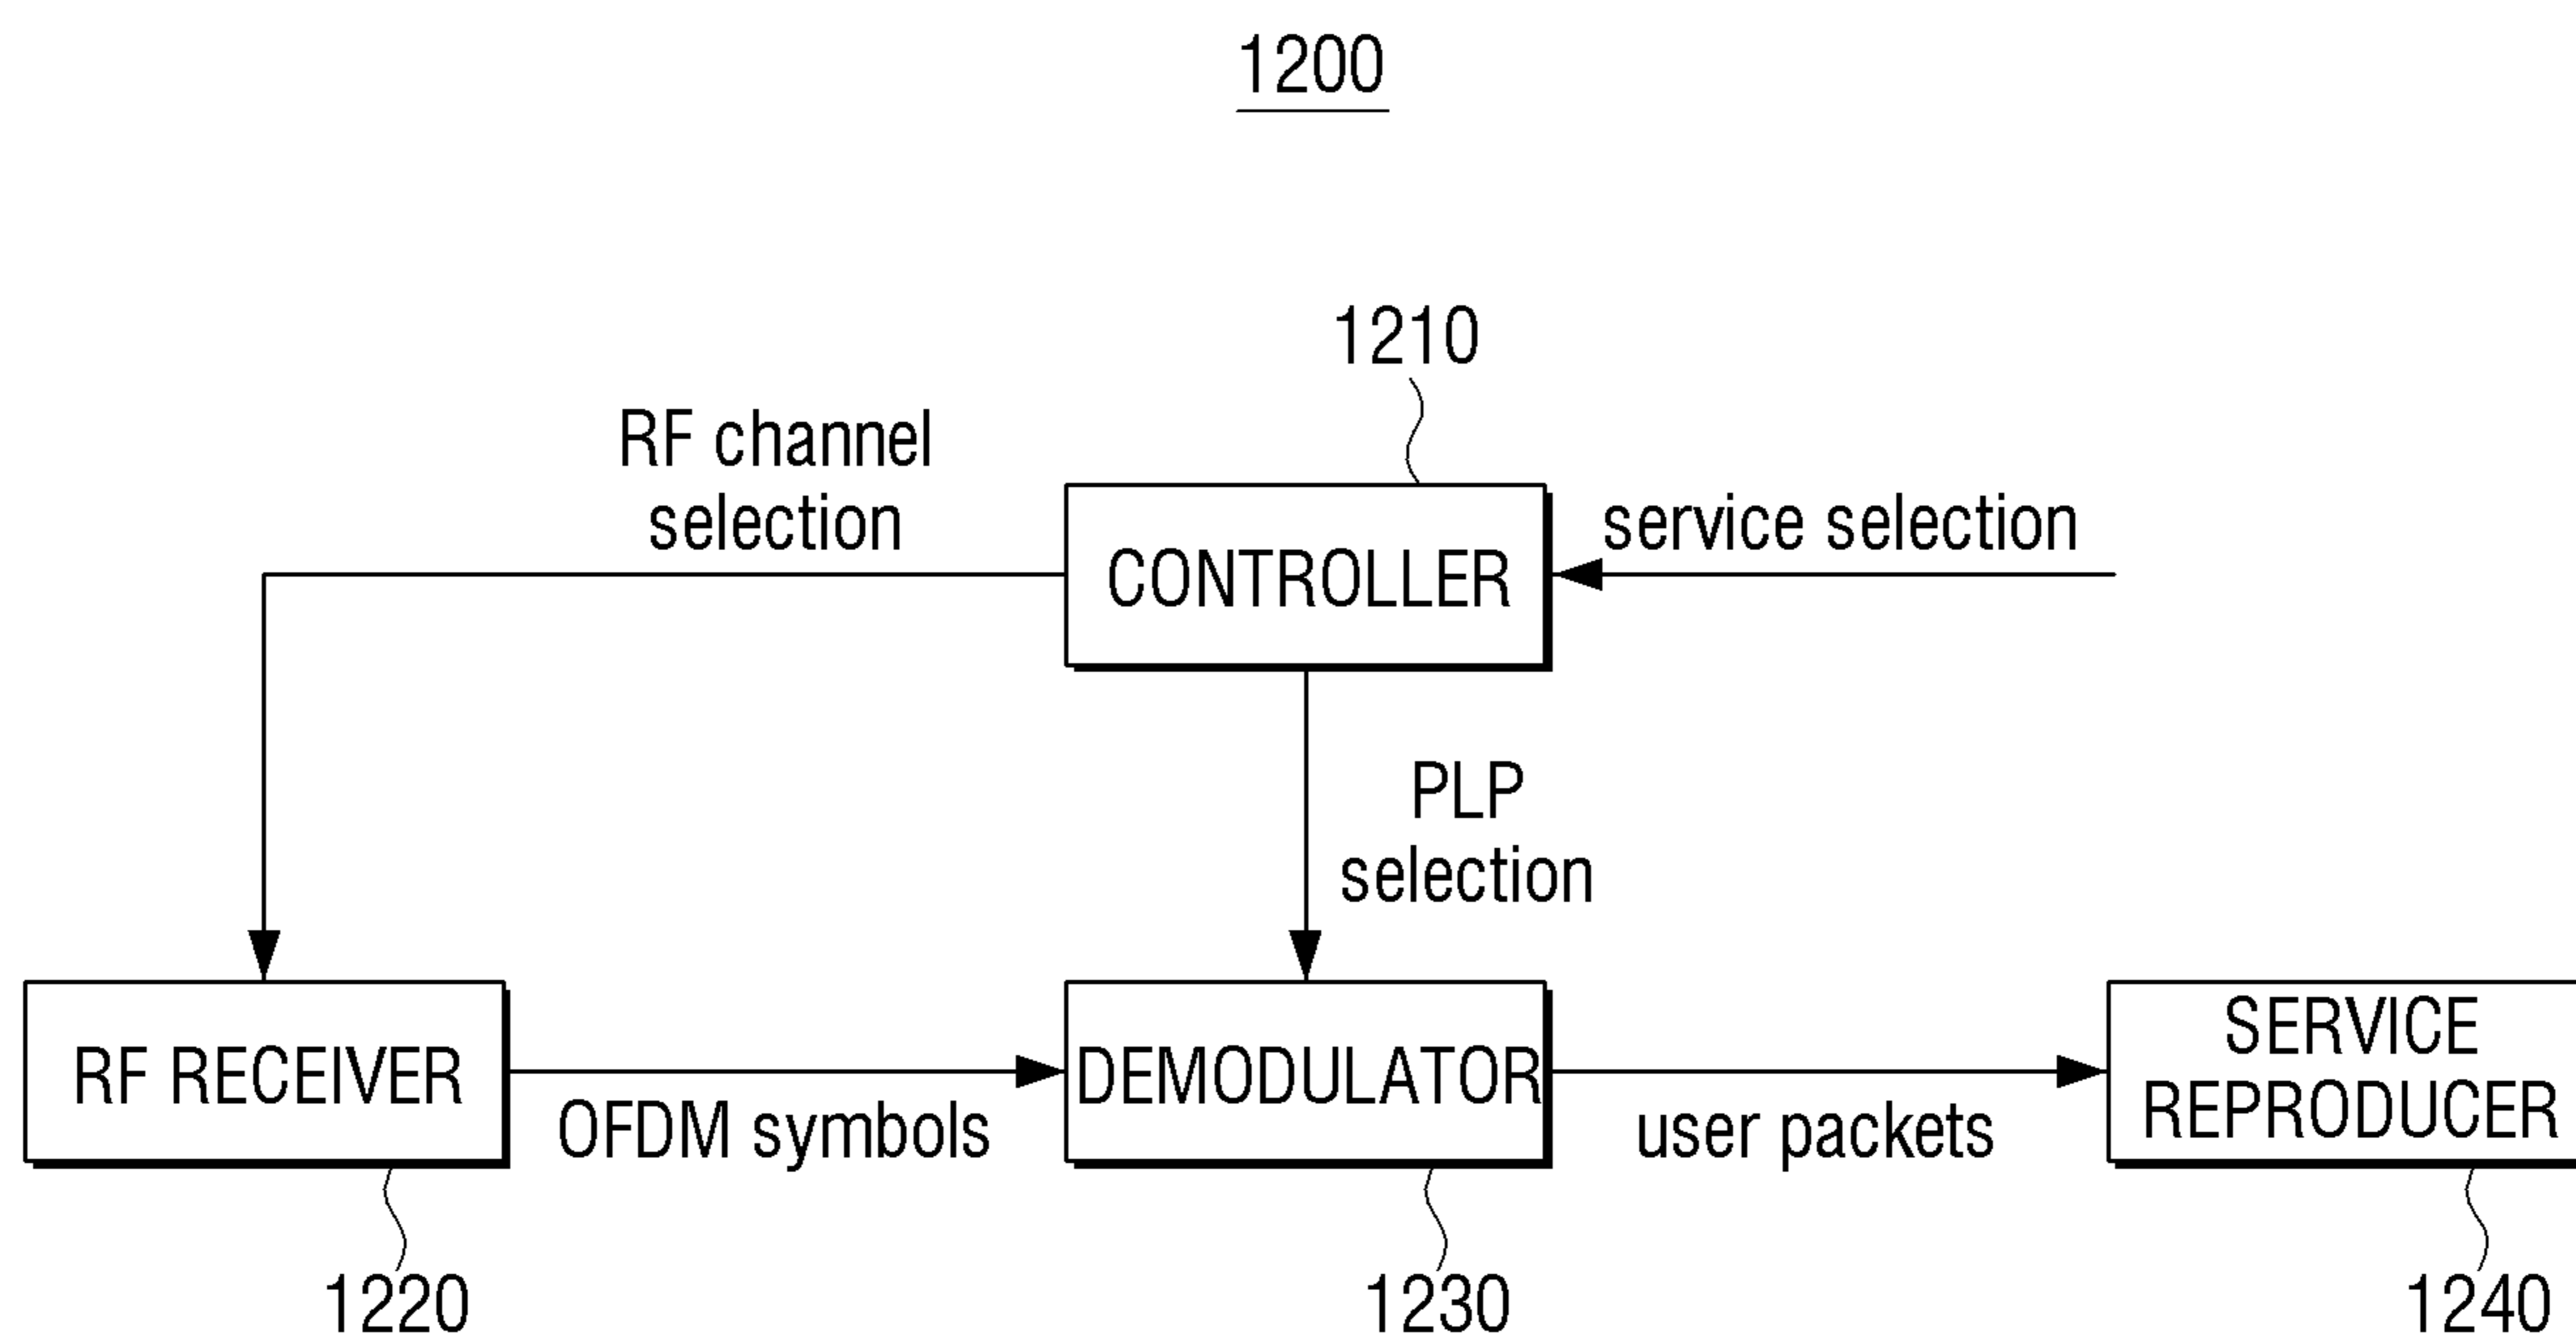 1200
1210
RF channel
selection
CONTROLLER
service selection
PLP
selection
RF RECEIVER
OFDM symbols
DEMODULATOR
user packets
SERVICE
REPRODUCER
1220
1230
1240